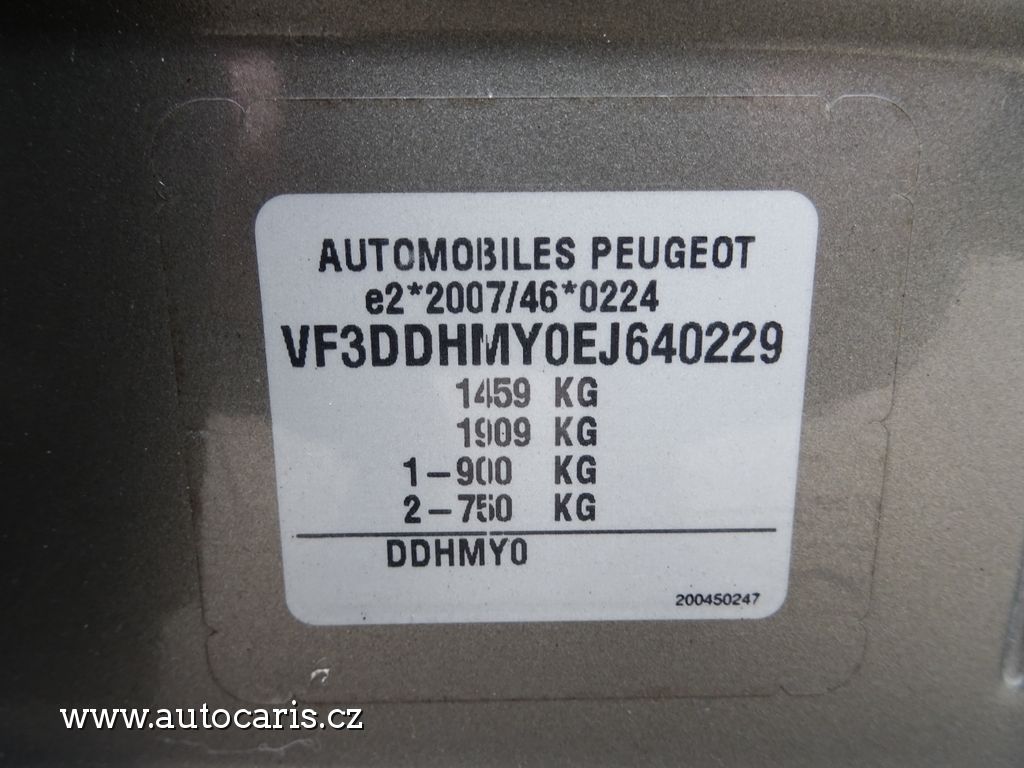 AUTOMOBILES PEUGEOT
e2*2007/46*0224
VF3DDHMY0EJ640229
1459 KG
1909 KG
1-900 KG
2-750 KG
DDHMY0
200450247
www.autocaris.cz